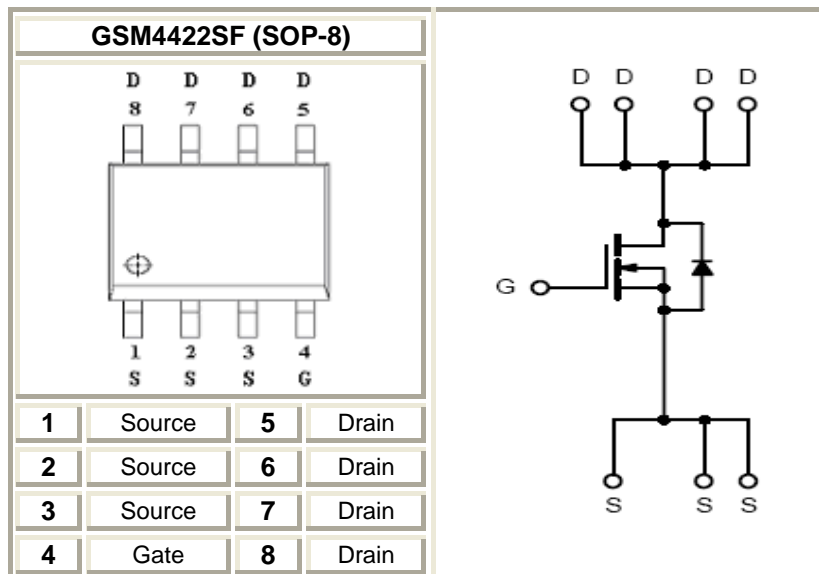 GSM4422SF (SOP-8)
D D D D
8 7 6 5
1 2 3 4
S S S G
1 Source 5 Drain
2 Source 6 Drain
3 Source 7 Drain
4 Gate 8 Drain
D D D D
G
S S S